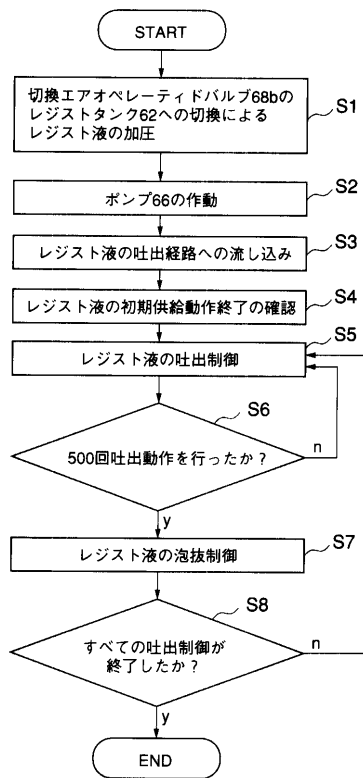 START
切換エアオペレーティドバルブ68bの
レジストタンク62への切換による
レジスト液の加圧
S1
ポンプ66の作動
S2
レジスト液の吐出経路への流し込み
S3
レジスト液の初期供給動作終了の確認
S4
レジスト液の吐出制御
S5
500回吐出動作を行ったか？
S6
n
y
レジスト液の泡抜制御
S7
すべての吐出制御が
終了したか？
S8
n
y
END